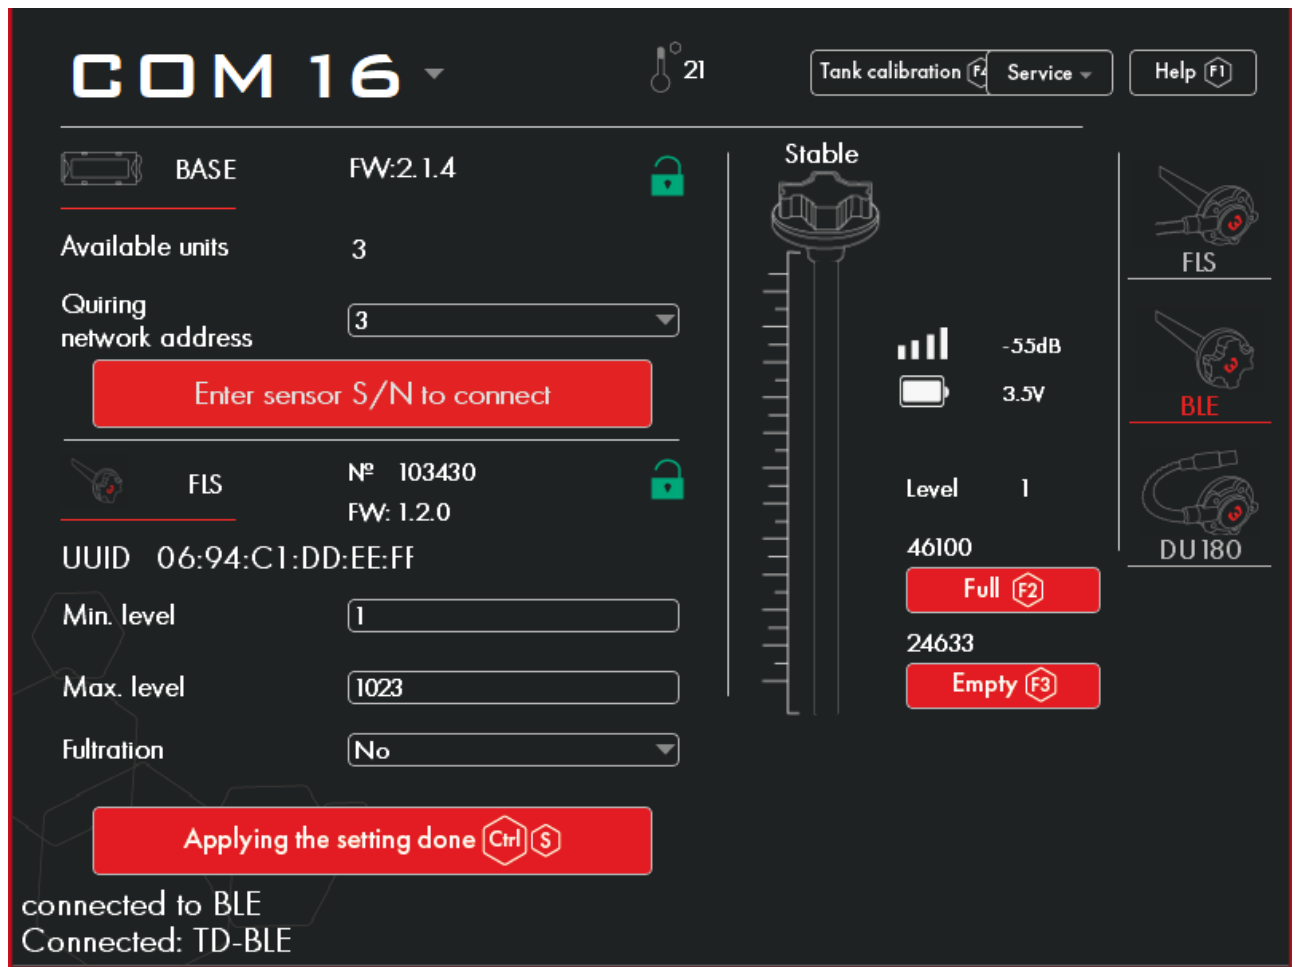 COM 16
21
Tank calibration F4
Service
Help F1
BASE
FW:2.1.4
Available units
3
Quiring
network address
3
Enter sensor S/N to connect
FLS
№ 103430
FW: 1.2.0
UUID 06:94:C1:DD:EE:FF
Min. level
1
Max. level
1023
Fultration
No
Applying the setting done Ctrl S
connected to BLE
Connected: TD-BLE
Stable
-55dB
3.5V
Level 1
46100
Full F2
24633
Empty F3
FLS
BLE
DU180